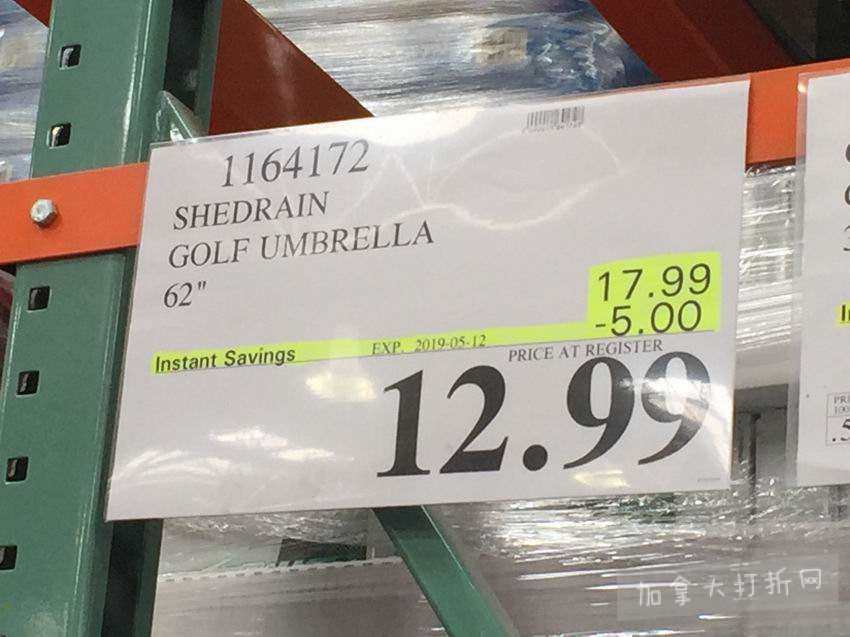 1164172
SHEDRAIN
GOLF UMBRELLA
62"
17.99
-5.00
Instant Savings EXP. 2019-05-12
PRICE AT REGISTER
12.99
加拿大打折网